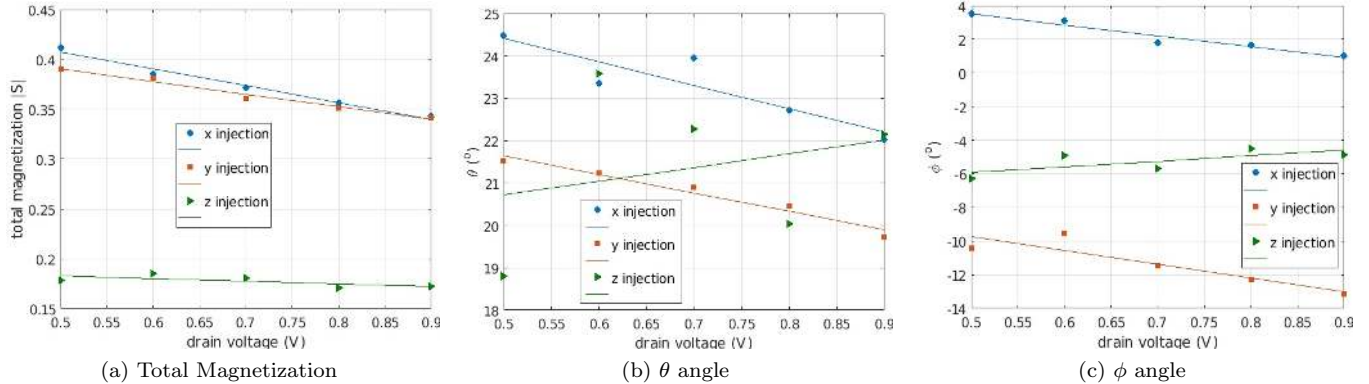 0.45
0.4
0.35
0.3
0.25
0.2
0.15
total magnetization |S|
x injection
y injection
z injection
0.5 0.55 0.6 0.65 0.7 0.75 0.8 0.85 0.9
drain voltage (V)
(a) Total Magnetization
25
24
23
22
21
20
19
18
θ (°)
x injection
y injection
z injection
0.5 0.55 0.6 0.65 0.7 0.75 0.8 0.85 0.9
drain voltage (V)
(b) θ angle
4
2
0
-2
-4
-6
-8
-10
-12
-14
ϕ (°)
x injection
y injection
z injection
0.5 0.55 0.6 0.65 0.7 0.75 0.8 0.85 0.9
drain voltage (V)
(c) ϕ angle